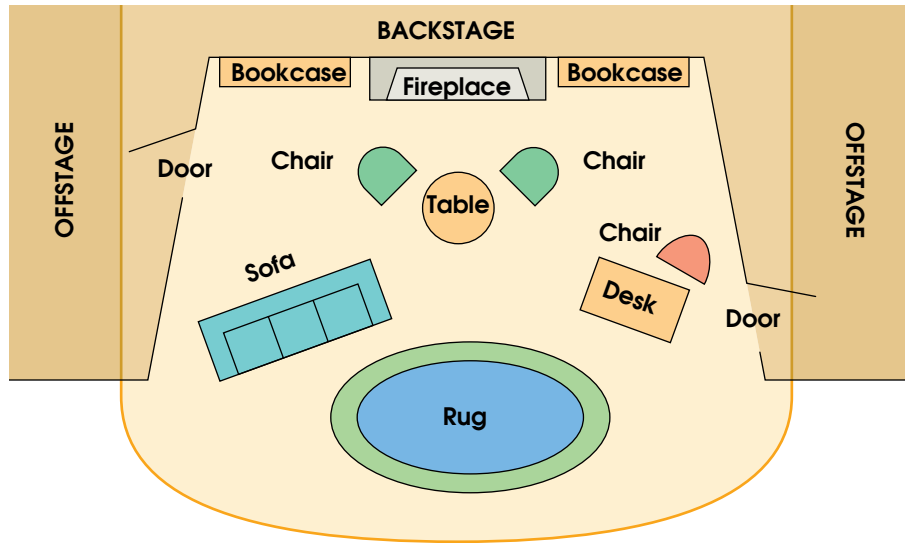 BACKSTAGE
Bookcase
Fireplace
Bookcase
OFFSTAGE
Door
Chair
Chair
OFFSTAGE
Table
Chair
Sofa
Desk
Door
Rug